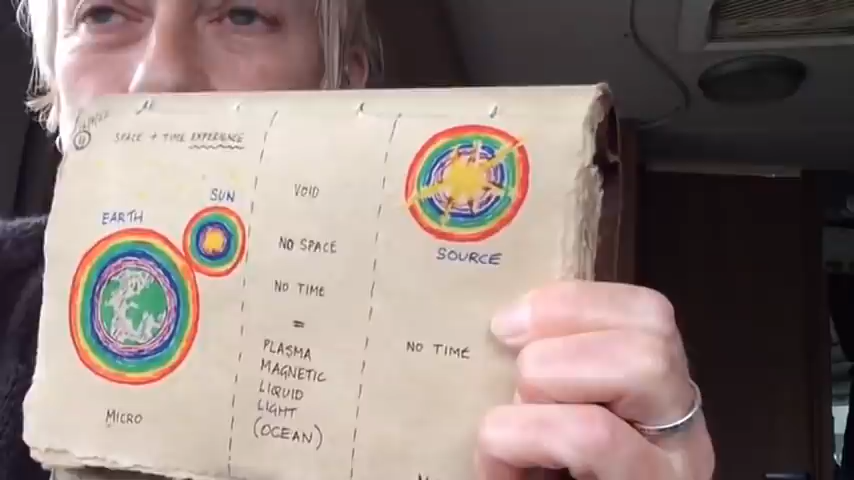 SPACE + TIME EXPERIENCE
EARTH
SUN
MICRO
VOID
NO SPACE
NO TIME
=
PLASMA
MAGNETIC
LIQUID
LIGHT
(OCEAN)
SOURCE
NO TIME